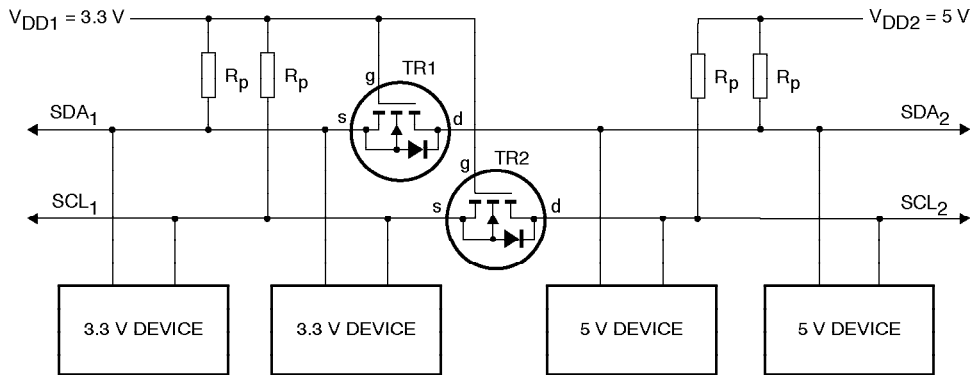 VDD1 = 3.3 V
VDD2 = 5 V
TR1
Rp
Rp
g
Rp
Rp
SDA1
s
d
SDA2
TR2
g
SCL1
s
d
SCL2
3.3 V DEVICE
3.3 V DEVICE
5 V DEVICE
5 V DEVICE